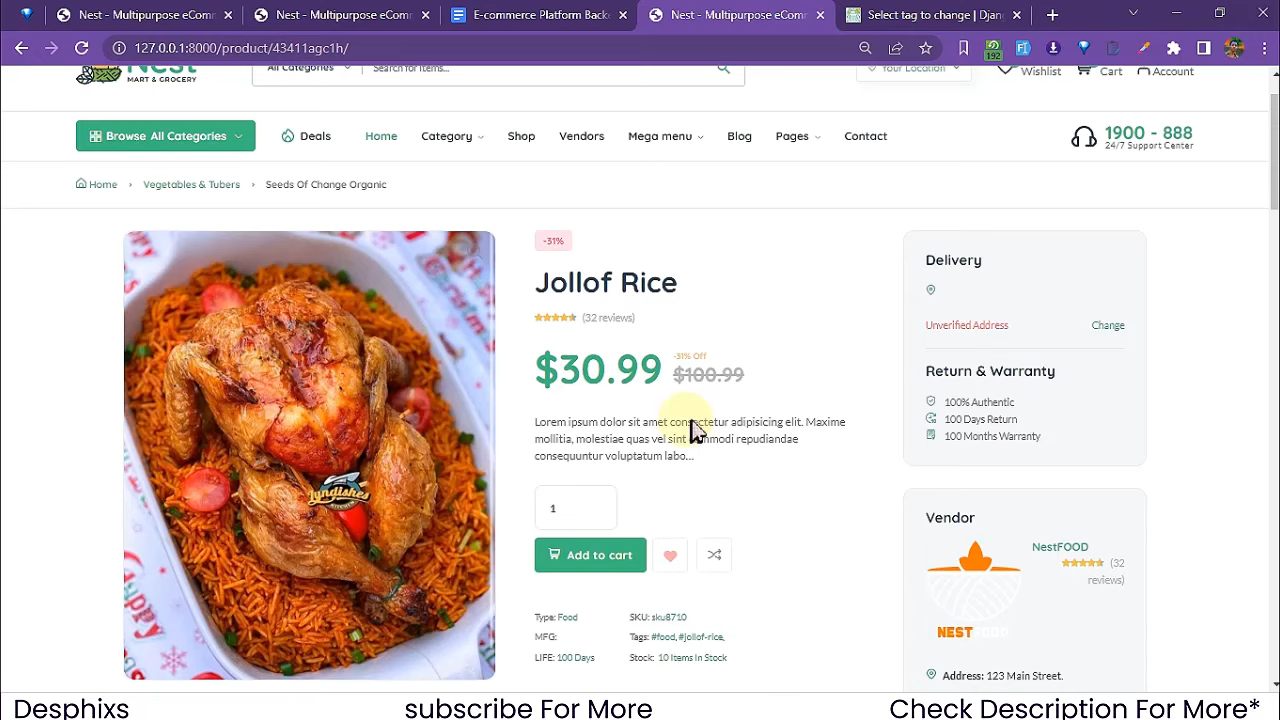 Nest - Multipurpose eComm
Nest - Multipurpose eComm
E-commerce Platform Back
Nest - Multipurpose eComm
Select tag to change | Djan
127.0.0.1:8000/product/43411agc1h/
192
Nest
MART & GROCERY
All Categories
Search for items...
Your Location
Wishlist
Cart
Account
Browse All Categories
Deals
Home
Category
Shop
Vendors
Mega menu
Blog
Pages
Contact
1900 - 888
24/7 Support Center
Home
Vegetables & Tubers
Seeds Of Change Organic
-31%
Jollof Rice
(32 reviews)
$30.99
-31% Off
$100.99
Lorem ipsum dolor sit amet consectetur adipisicing elit. Maxime
mollitia, molestiae quas vel sint commodi repudiandae
consequuntur voluptatum labo...
1
Add to cart
Type: Food
SKU: sku8710
MFG:
Tags: #food, #jollof-rice,
LIFE: 100 Days
Stock: 10 Items In Stock
Lyndishes
Delivery
Unverified Address
Change
Return & Warranty
100% Authentic
100 Days Return
100 Months Warranty
Vendor
NestFOOD
(32
reviews)
NESTFOOD
Address: 123 Main Street.
Desphixs
subscribe For More
Check Description For More*